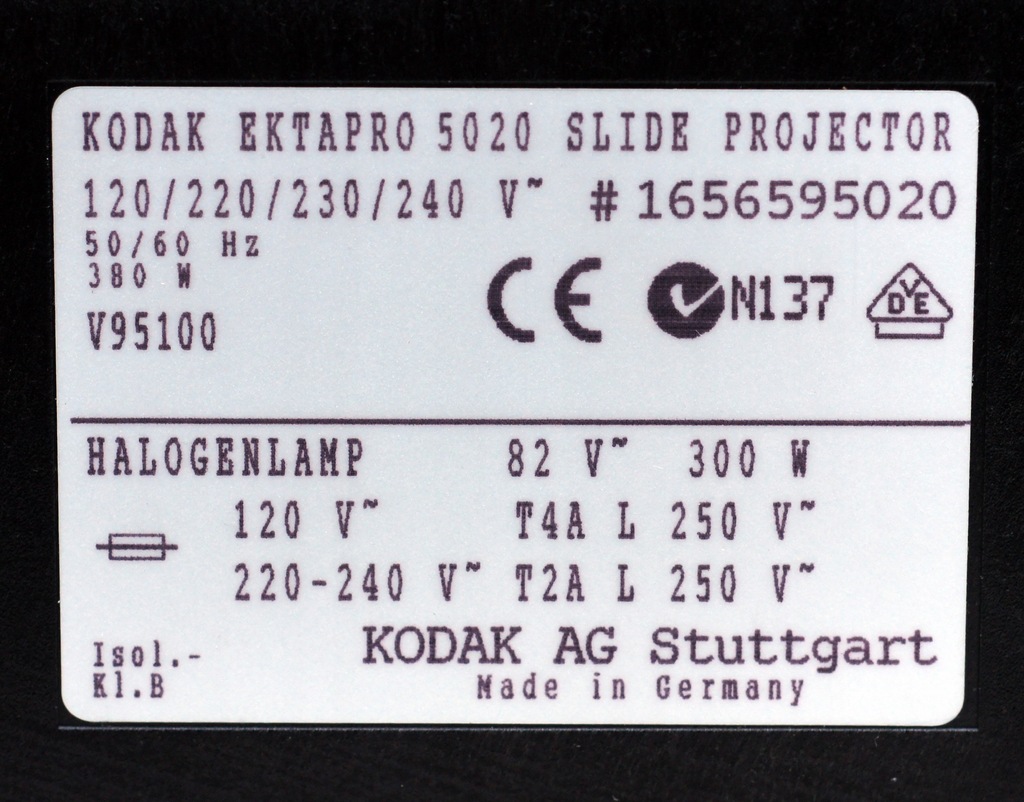 KODAK EKTAPRO 5020 SLIDE PROJECTOR
120/220/230/240 V~ #1656595020
50/60 Hz
380 W
CE N137 VDE
V95100
HALOGENLAMP 82 V~ 300 W
120 V~ T4A L 250 V~
220-240 V~ T2A L 250 V~
Isol.- KODAK AG Stuttgart
Kl.B Made in Germany